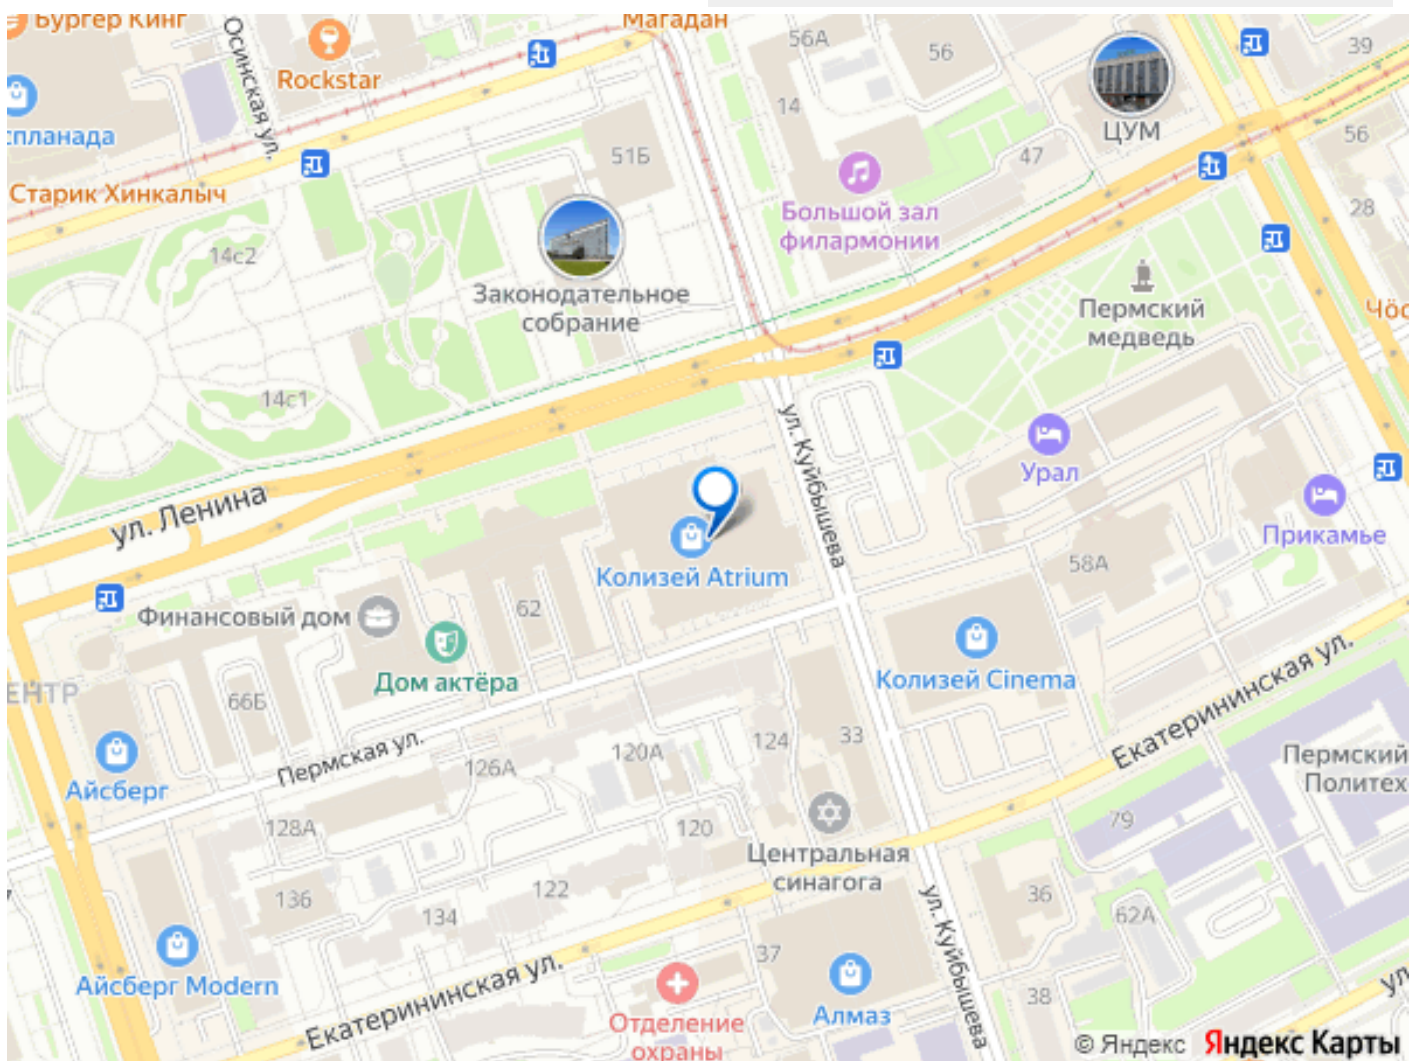 Бургер Кинг
Магадан
Осинская ул.
Rockstar
56А
56
39
14
ЦУМ
56
спланада
51Б
47
Старик Хинкалыч
Большой зал
филармонии
28
14с2
Законодательное
собрание
Пермский
медведь
14с1
ул. Куйбышева
Урал
ул. Ленина
Прикамье
Колизей Atrium
58А
62
Финансовый дом
Дом актёра
Колизей Cinema
ЕНТР
66Б
Екатерининская ул.
Пермская ул.
126А
120А
124
33
Пермский
Политех
Айсберг
128А
120
79
Центральная
синагога
136
134
122
36
62А
ул. Куйбышева
37
Айсберг Modern
Екатерининская ул.
Отделение
охраны
Алмаз
38
ул
© Яндекс Яндекс Карты